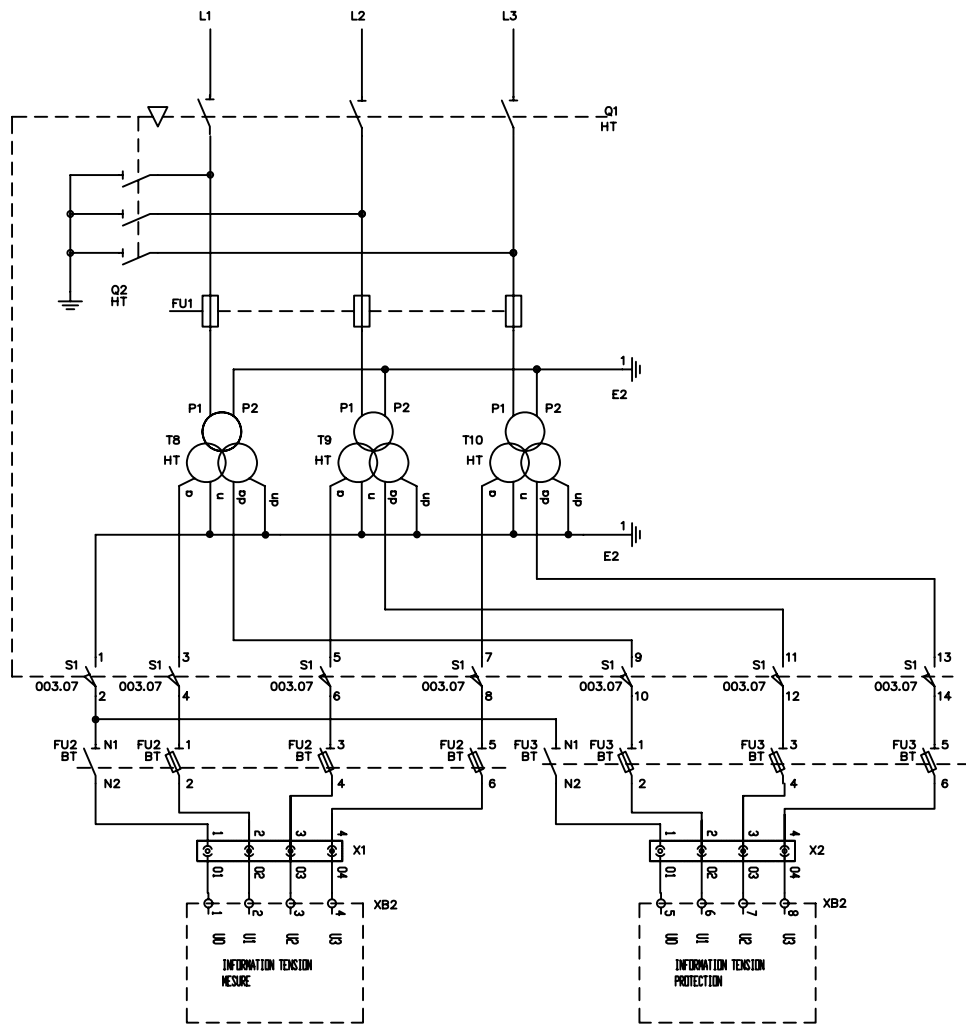 L1 L2 L3
Q1
HT
Q2
HT
FU1
1
E2
P1 P2 P1 P2 P1 P2
T8 T9 T10
HT HT HT
a n ap np a n ap np a n ap np
1
E2
1 3 5 7 9 11 13
S1 S1 S1 S1 S1 S1 S1
003.07 003.07 003.07 003.07 003.07 003.07 003.07
2 4 6 8 10 12 14
FU2 N1 FU2 1 FU2 3 FU2 5 FU3 N1 FU3 1 FU3 3 FU3 5
BT BT BT BT BT BT BT BT
N2 2 4 6 N2 2 4 6
1 2 3 4 1 2 3 4
X1 X2
01 02 03 04 01 02 03 04
XB2 XB2
1 2 3 4 5 6 7 8
U0 U1 U2 U3 U0 U1 U2 U3
INFORMATION TENSION
MESURE
INFORMATION TENSION
PROTECTION